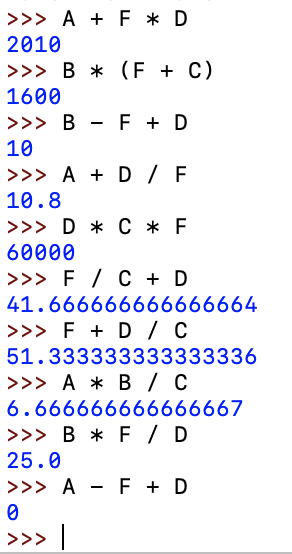 >>> A + F * D
2010
>>> B * (F + C)
1600
>>> B - F + D
10
>>> A + D / F
10.8
>>> D * C * F
60000
>>> F / C + D
41.666666666666664
>>> F + D / C
51.333333333333336
>>> A * B / C
6.666666666666667
>>> B * F / D
25.0
>>> A - F + D
0
>>>